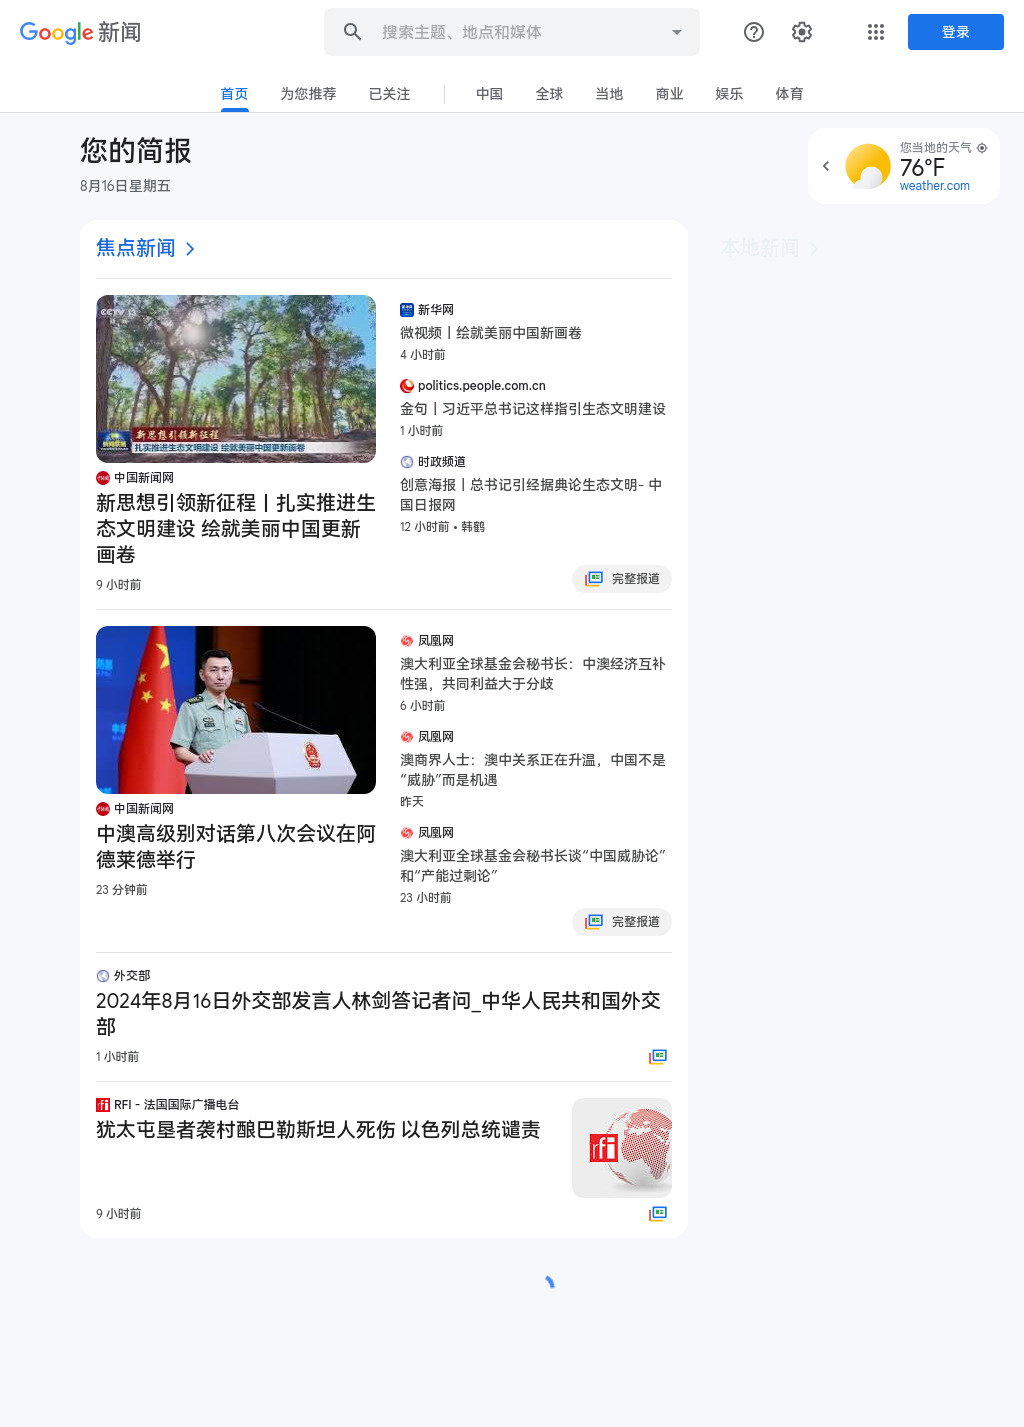 Google 新闻
搜索主题、地点和媒体
登录
首页
为您推荐
已关注
中国
全球
当地
商业
娱乐
体育
您的简报
8月16日星期五
您当地的天气
76°F
weather.com
焦点新闻
本地新闻
CCTV 13
新闻
新思想引领新征程
扎实推进生态文明建设 绘就美丽中国更新画卷
中国新闻网
新思想引领新征程丨扎实推进生
态文明建设 绘就美丽中国更新
画卷
9 小时前
新华网
微视频丨绘就美丽中国新画卷
4 小时前
politics.people.com.cn
金句丨习近平总书记这样指引生态文明建设
1 小时前
时政频道
创意海报丨总书记引经据典论生态文明- 中
国日报网
12 小时前 • 韩鹤
完整报道
中国新闻网
中澳高级别对话第八次会议在阿
德莱德举行
23 分钟前
凤凰网
澳大利亚全球基金会秘书长：中澳经济互补
性强，共同利益大于分歧
6 小时前
凤凰网
澳商界人士：澳中关系正在升温，中国不是
“威胁”而是机遇
昨天
凤凰网
澳大利亚全球基金会秘书长谈“中国威胁论”
和“产能过剩论”
23 小时前
完整报道
外交部
2024年8月16日外交部发言人林剑答记者问_中华人民共和国外交
部
1 小时前
rfi RFI - 法国国际广播电台
犹太屯垦者袭村酿巴勒斯坦人死伤 以色列总统谴责
rfi
9 小时前